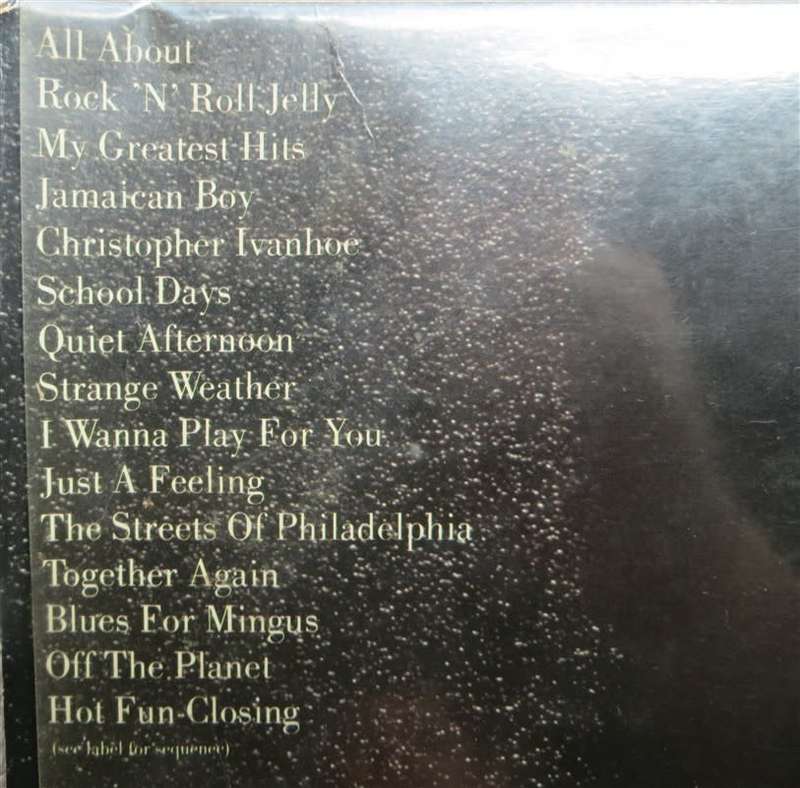 All About
Rock 'N' Roll Jelly
My Greatest Hits
Jamaican Boy
Christopher Ivanhoe
School Days
Quiet Afternoon
Strange Weather
I Wanna Play For You
Just A Feeling
The Streets Of Philadelphia
Together Again
Blues For Mingus
Off The Planet
Hot Fun-Closing
(see label for sequence)